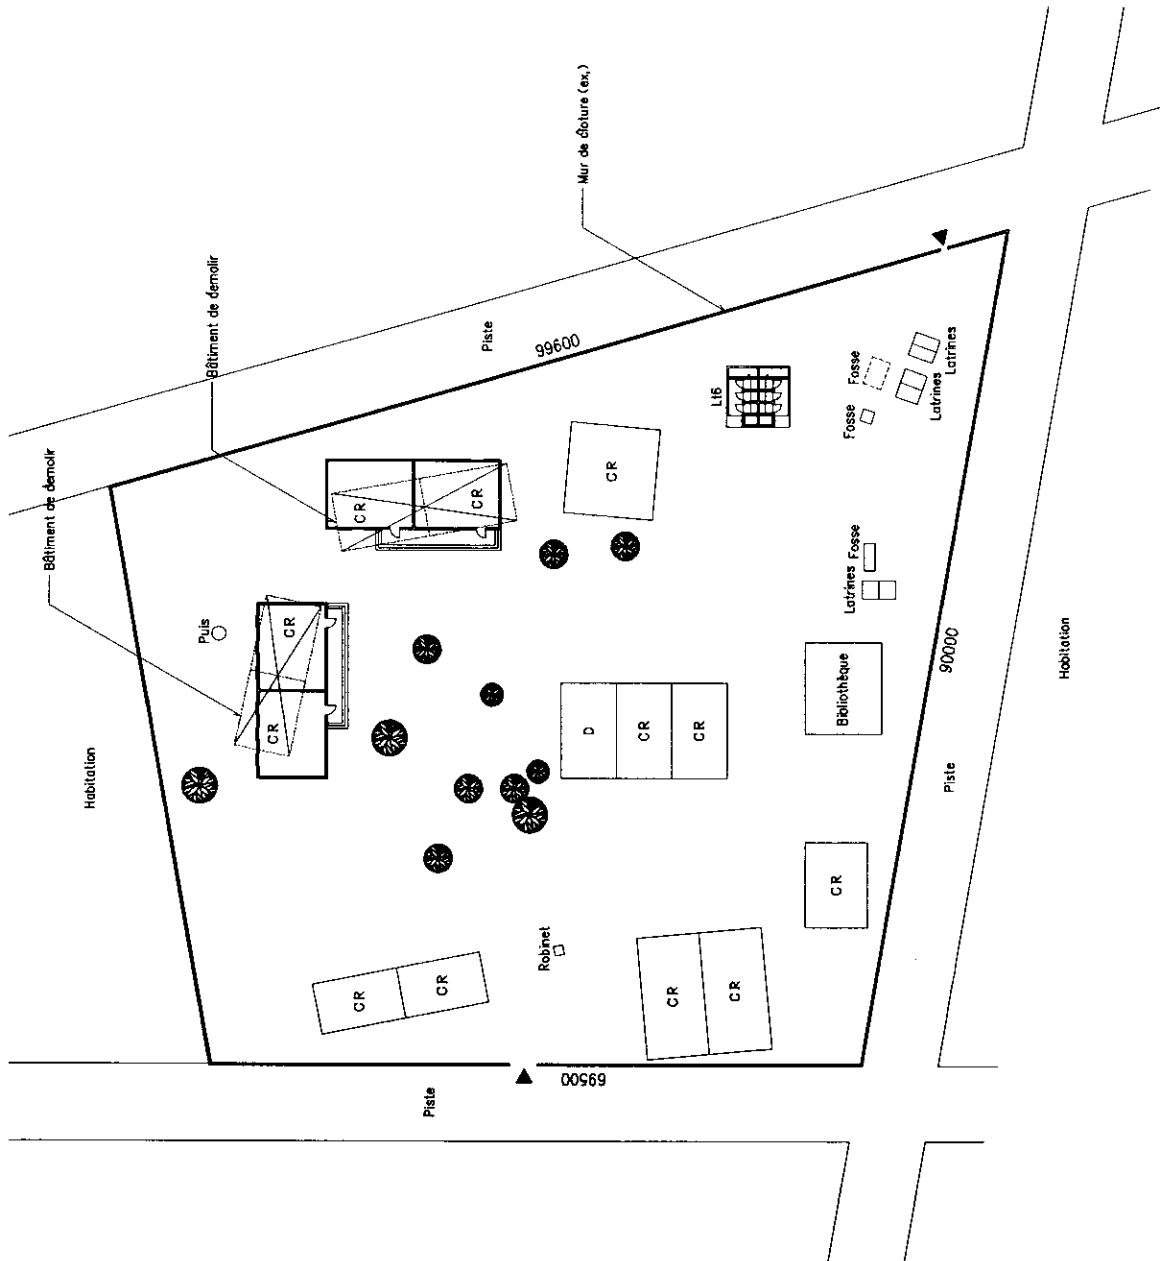 Mur de clôture (ex.)
Bâtiment de demolir
Bâtiment de demolir
Piste
99600
Lt6
Fosse
Fosse
Latrines
Latrines
CR
CR
CR
Puis
CR
CR
Habitation
Latrines
Fosse
Bibliothèque
90000
Habitation
D
CR
CR
Piste
CR
Robinet
CR
CR
CR
CR
69500
Piste